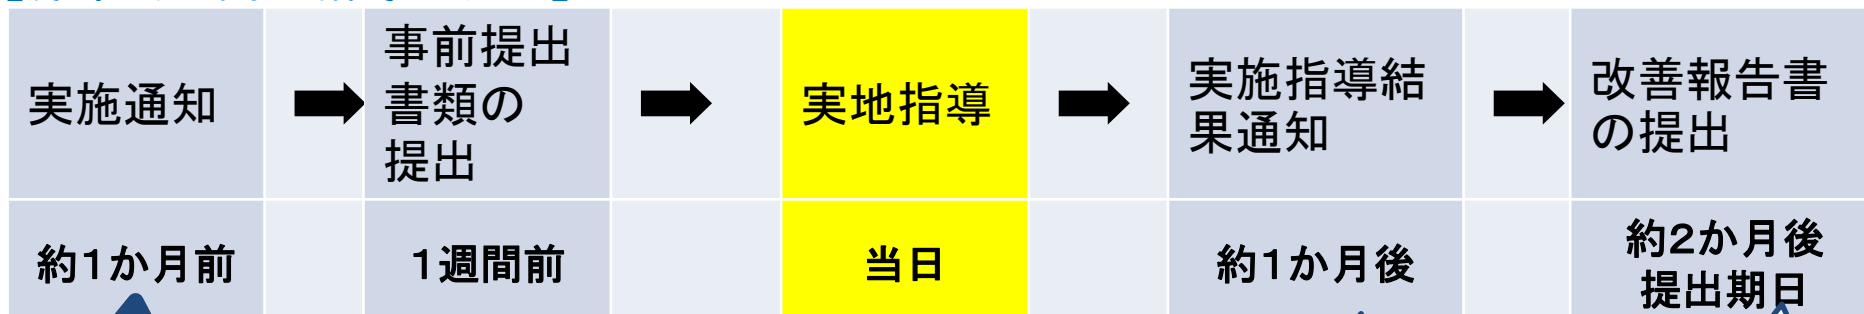 実施通知
事前提出
書類の
提出
実地指導
実施指導結
果通知
改善報告書
の提出
約1か月前
1週間前
当日
約1か月後
約2か月後
提出期日